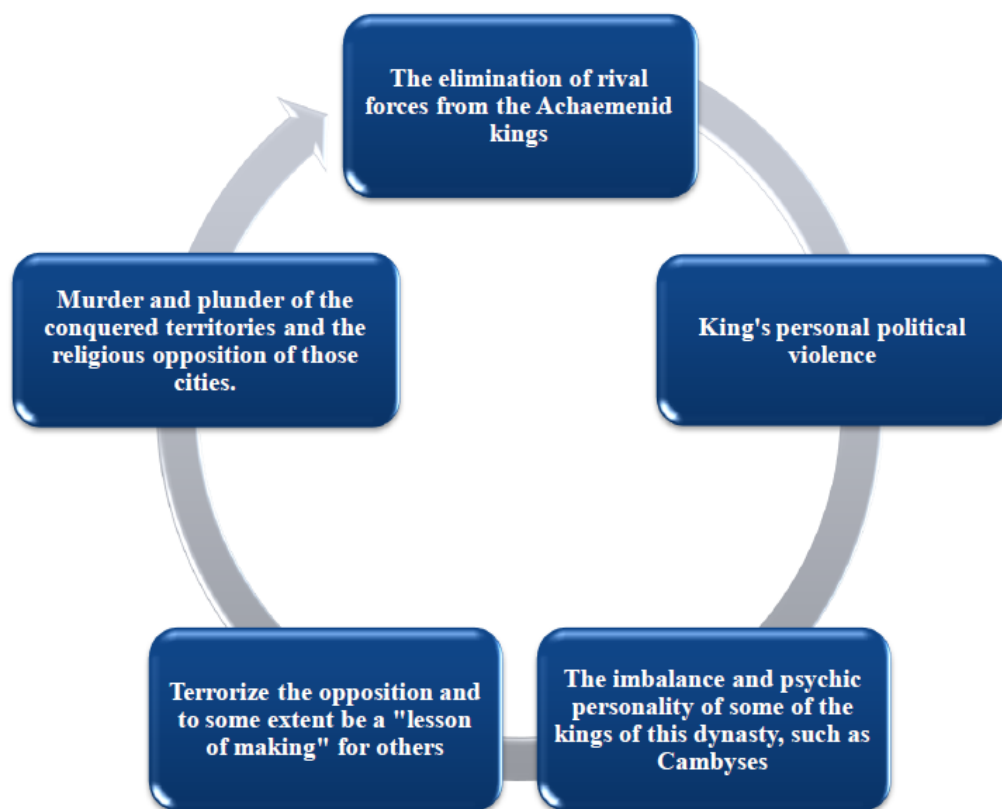 The elimination of rival
forces from the Achaemenid
kings
King's personal political
violence
The imbalance and psychic
personality of some of the
kings of this dynasty, such as
Cambyses
Terrorize the opposition and
to some extent be a "lesson
of making" for others
Murder and plunder of the
conquered territories and the
religious opposition of those
cities.